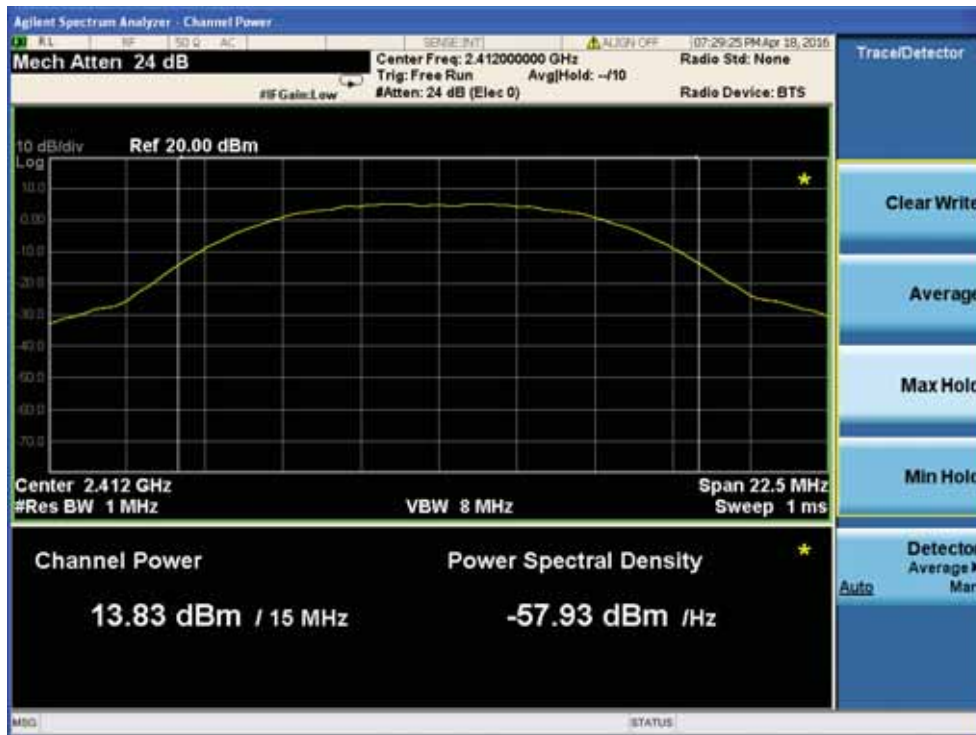 Agilent Spectrum Analyzer - Channel Power
RL RF 50 Ω AC SENSE:INT ALIGN OFF 07:29:25 PM Apr 18, 2016
Mech Atten 24 dB
Center Freq: 2.412000000 GHz
Radio Std: None
Trig: Free Run Avg|Hold: --/10
#IFGain:Low
#Atten: 24 dB (Elec 0)
Radio Device: BTS
Trace/Detector
10 dB/div Ref 20.00 dBm
Log
10.0
0.00
-10.0
-20.0
-30.0
-40.0
-50.0
-60.0
-70.0
Center 2.412 GHz
Span 22.5 MHz
#Res BW 1 MHz
VBW 8 MHz
Sweep 1 ms
Channel Power
Power Spectral Density
13.83 dBm / 15 MHz
-57.93 dBm /Hz
Clear Write
Average
Max Hold
Min Hold
Detector
Average
Auto Man
MSG
STATUS